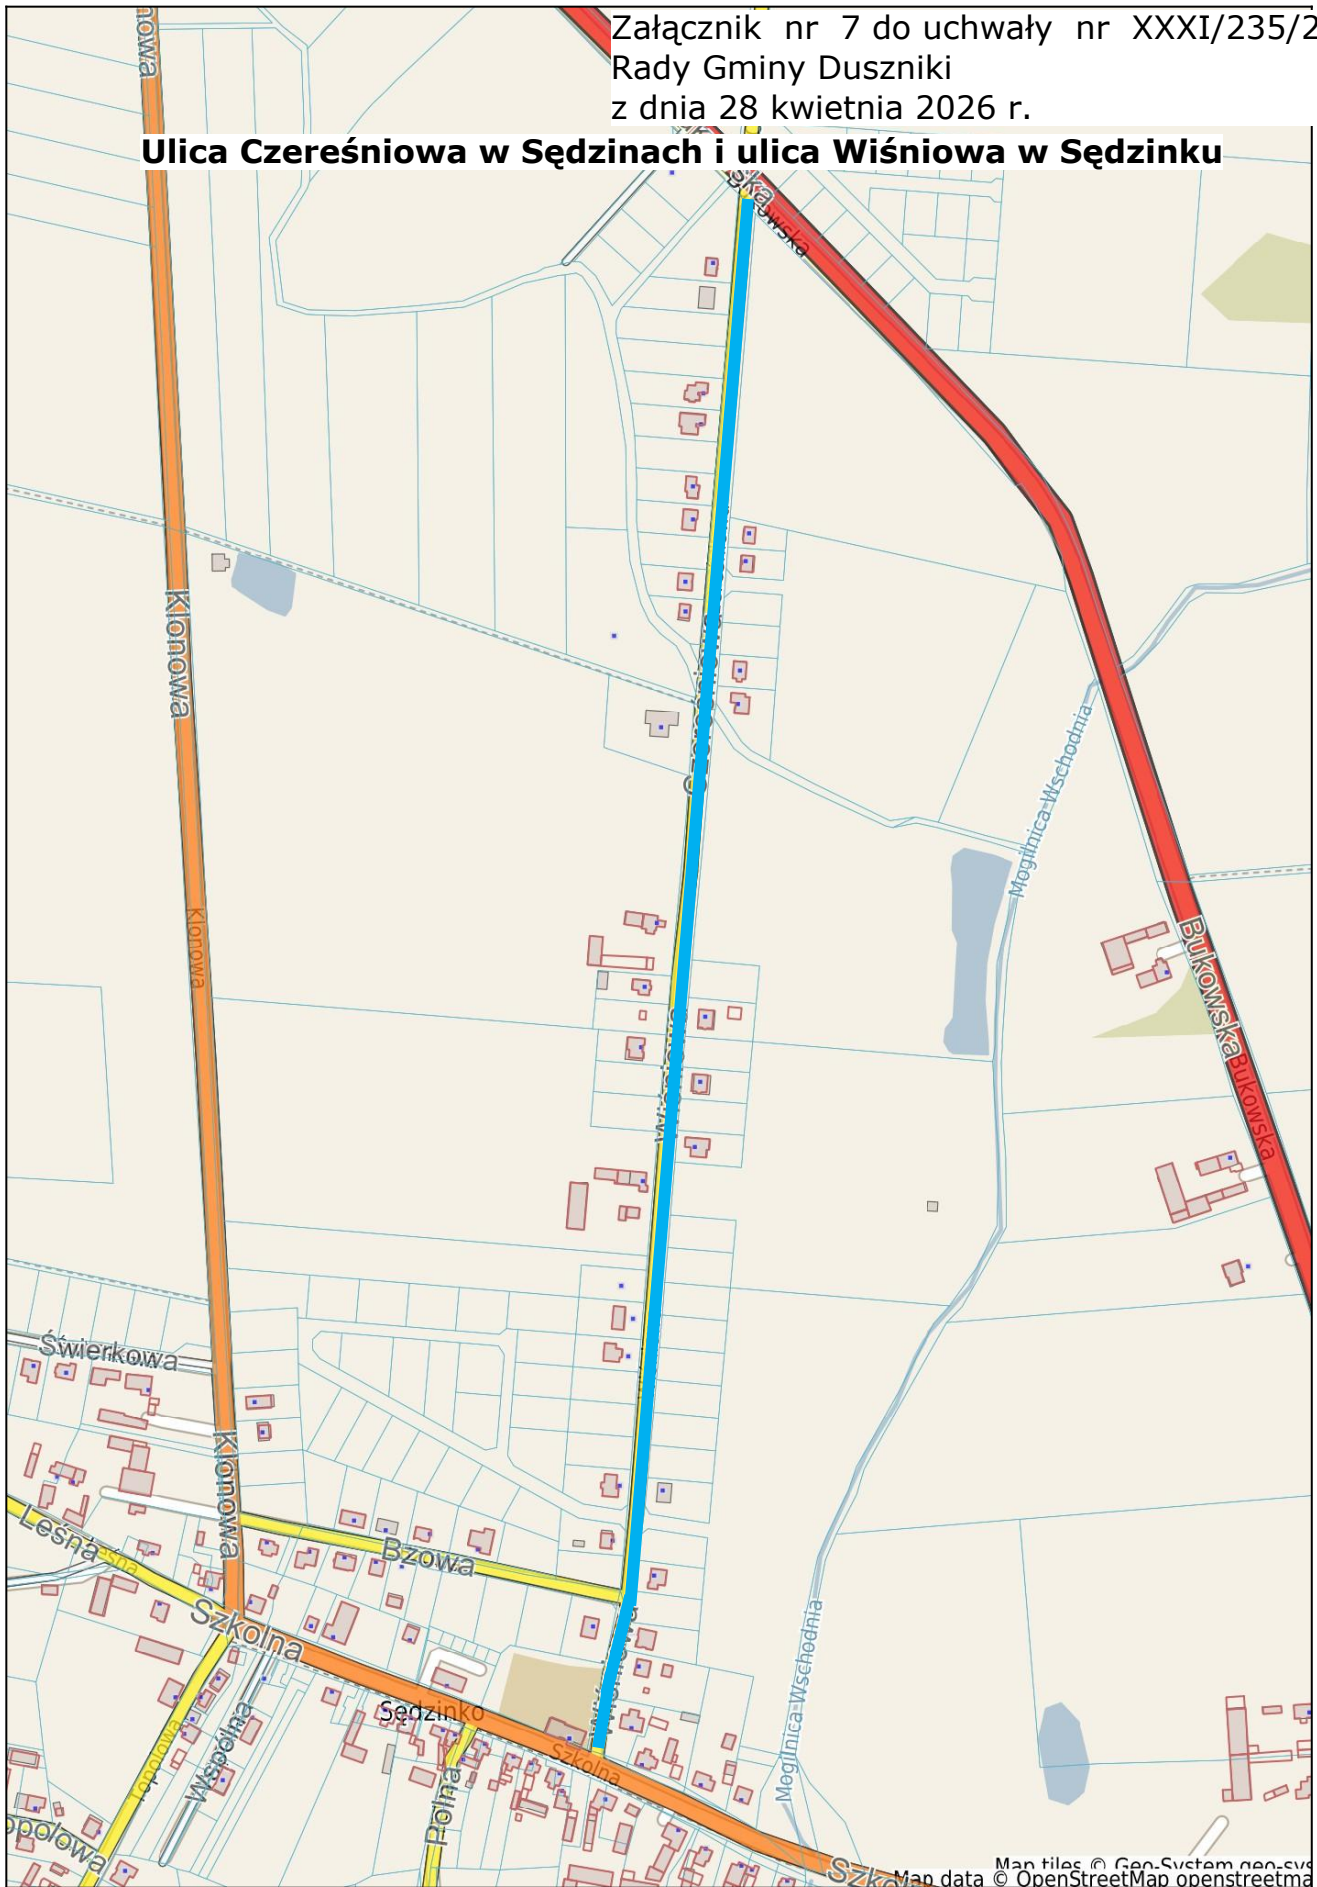 Załącznik nr 7 do uchwały nr XXXI/235/2
Rady Gminy Duszniki
z dnia 28 kwietnia 2026 r.
Ulica Czereśniowa w Sędzinach i ulica Wiśniowa w Sędzinku
Klonowa
Mogilnica-Wschodnia
Klonowa
Bukowska
Bukowska
Świerkowa
Klonowa
Leśna
Bzowa
Szkolna
Sędzinko
Szkolna
Mogilnica-Wschodnia
Topolowa
Wspólna
Polna
Map tiles © Geo-System geo-sys
Map data © OpenStreetMap openstreetma